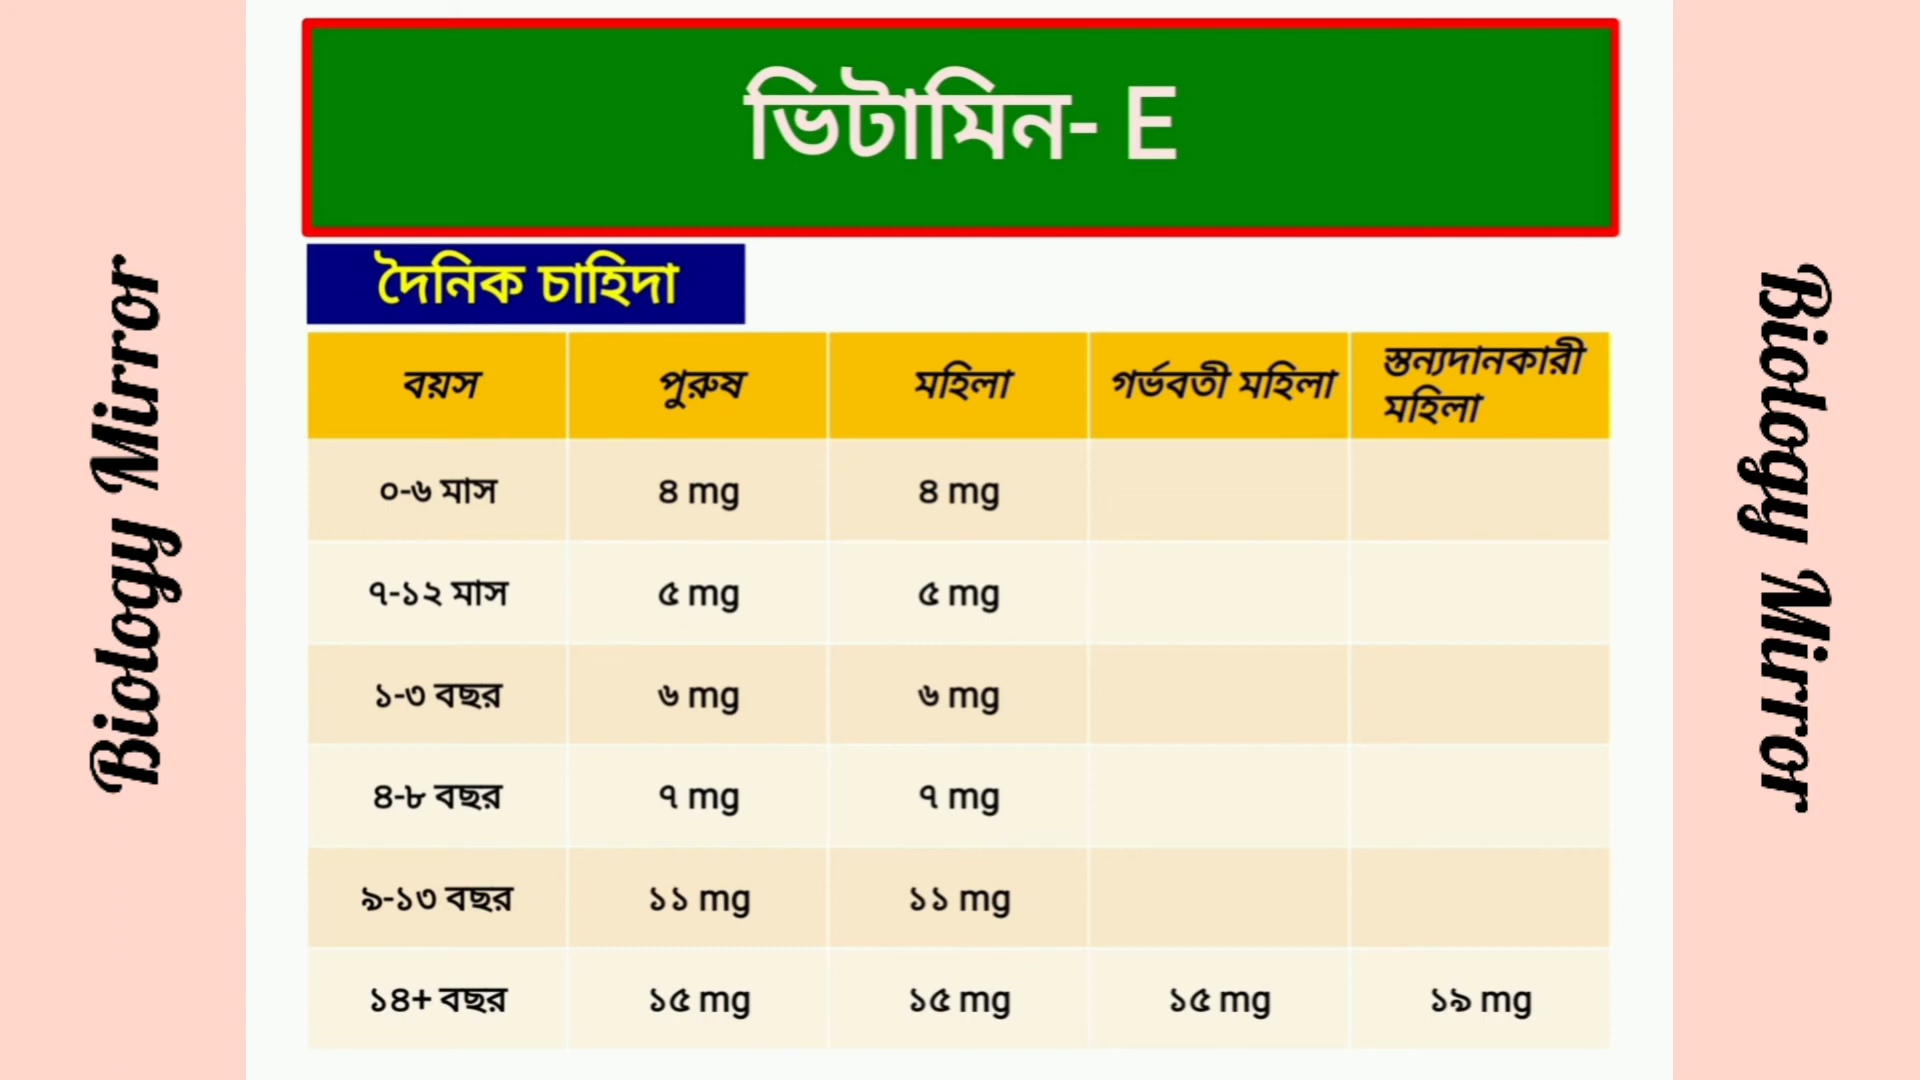 ভিটামিন- E
দৈনিক চাহিদা
বয়স পুরুষ মহিলা গর্ভবতী মহিলা স্তন্যদানকারী মহিলা
০-৬ মাস ৪ mg ৪ mg
৭-১২ মাস ৫ mg ৫ mg
১-৩ বছর ৬ mg ৬ mg
৪-৮ বছর ৭ mg ৭ mg
৯-১৩ বছর ১১ mg ১১ mg
১৪+ বছর ১৫ mg ১৫ mg ১৫ mg ১৯ mg
Biology Mirror
Biology Mirror